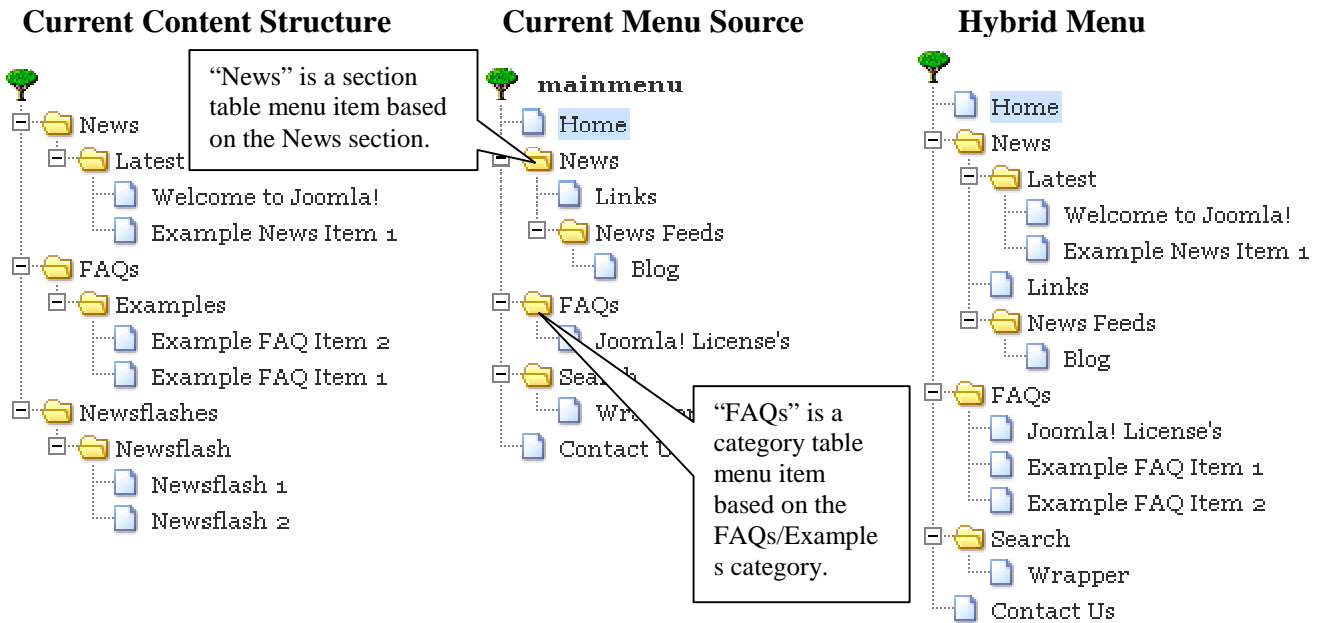 Current Content Structure
News
Latest
Welcome to Joomla!
Example News Item 1
FAQs
Examples
Example FAQ Item 2
Example FAQ Item 1
Newsflashes
Newsflash
Newsflash 1
Newsflash 2
“News” is a section
table menu item based
on the News section.
Current Menu Source
mainmenu
Home
News
Links
News Feeds
Blog
FAQs
Joomla! License's
Contact
“FAQs” is a
category table
menu item
based on the
FAQs/Example
s category.
Hybrid Menu
Home
News
Latest
Welcome to Joomla!
Example News Item 1
Links
News Feeds
Blog
FAQs
Joomla! License's
Example FAQ Item 1
Example FAQ Item 2
Search
Wrapper
Contact Us